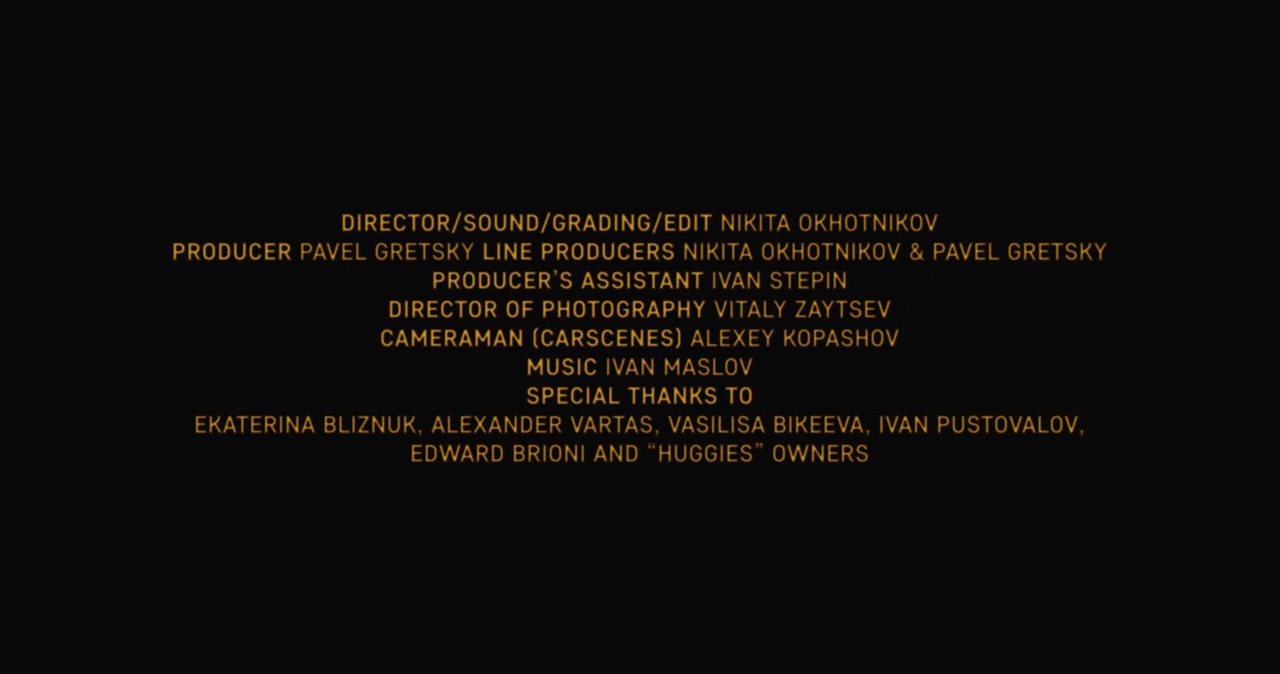 DIRECTOR/SOUND/GRADING/EDIT NIKITA OKHOTNIKOV
PRODUCER PAVEL GRETSKY LINE PRODUCERS NIKITA OKHOTNIKOV & PAVEL GRETSKY
PRODUCER'S ASSISTANT IVAN STEPIN
DIRECTOR OF PHOTOGRAPHY VITALY ZAYTSEV
CAMERAMAN (CARSCENES) ALEXEY KOPASHOV
MUSIC IVAN MASLOV
SPECIAL THANKS TO
EKATERINA BLIZNUK, ALEXANDER VARTAS, VASILISA BIKEEVA, IVAN PUSTOVALOV,
EDWARD BRIONI AND “HUGGIES” OWNERS